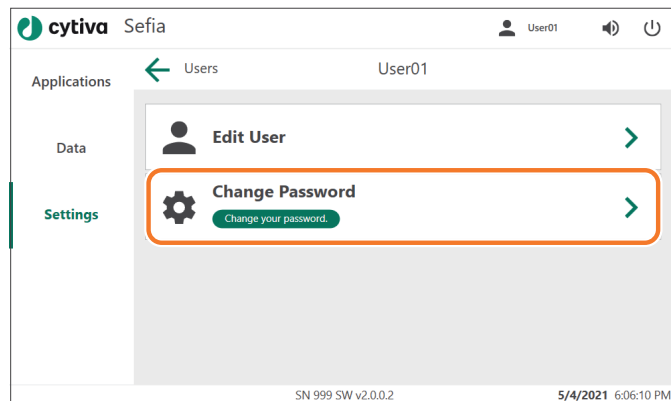 cytiva Sefia User01
Applications
Data
Settings
Users User01
Edit User
Change Password
Change your password.
SN 999 SW v2.0.0.2 5/4/2021 6:06:10 PM